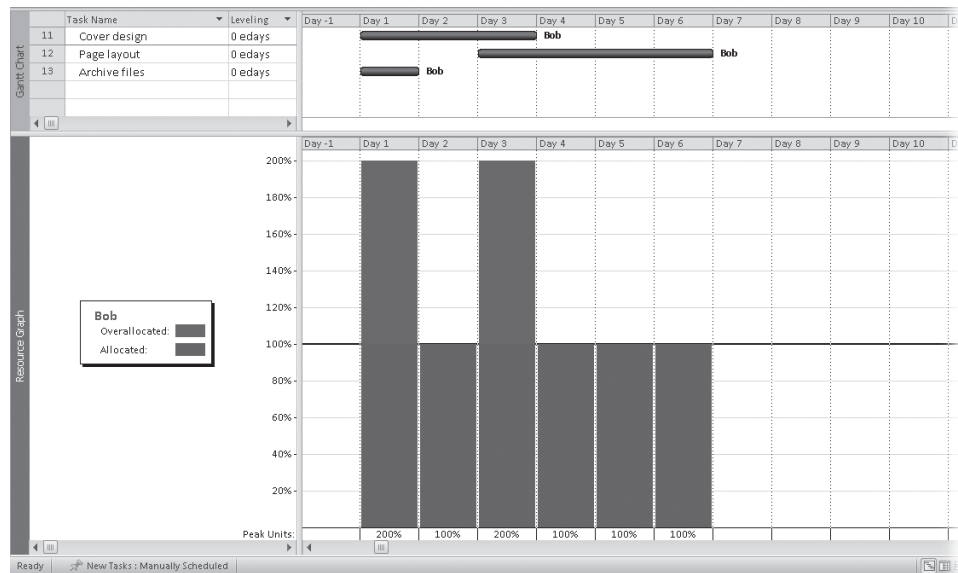 Task Name Leveling Day -1 Day 1 Day 2 Day 3 Day 4 Day 5 Day 6 Day 7 Day 8 Day 9 Day 10
11 Cover design 0 edays Bob
12 Page layout 0 edays Bob
13 Archive files 0 edays Bob
Gantt Chart
Day -1 Day 1 Day 2 Day 3 Day 4 Day 5 Day 6 Day 7 Day 8 Day 9 Day 10
200%
180%
160%
140%
120%
100%
80%
60%
40%
20%
Bob
Overallocated:
Allocated:
Resource Graph
Peak Units: 200% 100% 200% 100% 100% 100%
Ready New Tasks : Manually Scheduled